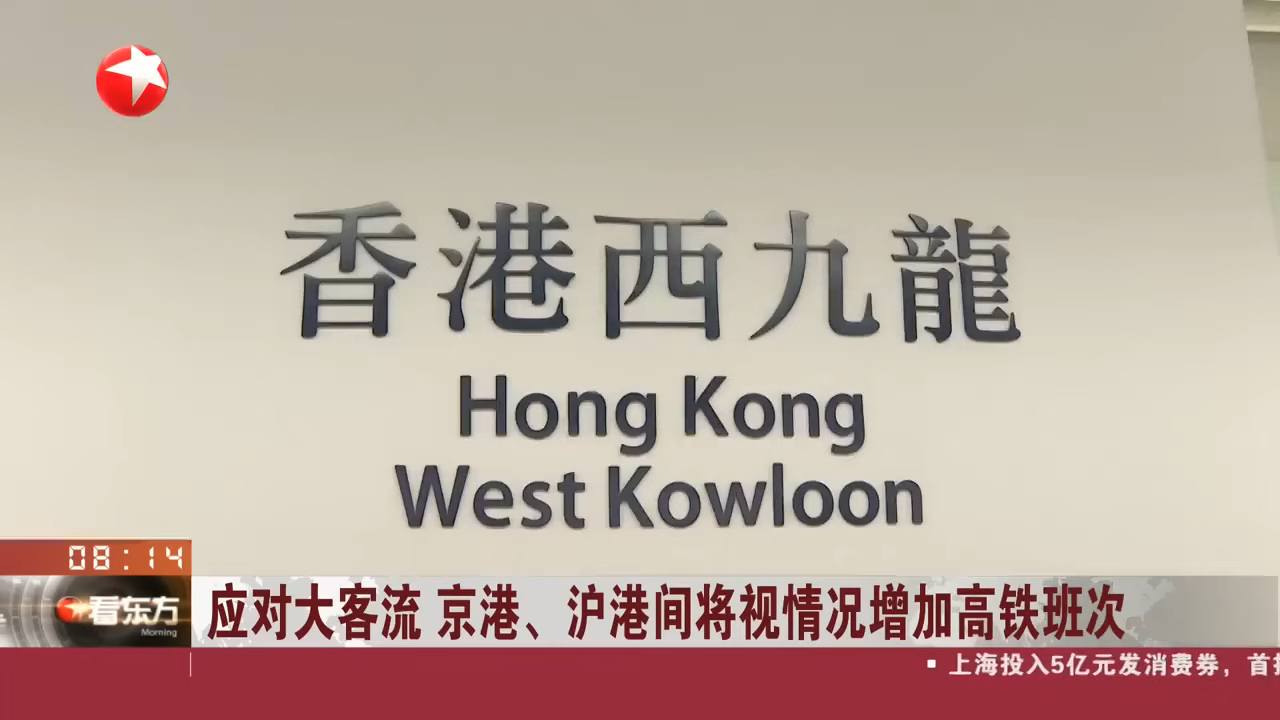 香港西九龍
Hong Kong
West Kowloon
08:14
看东方
Morning
应对大客流 京港、沪港间将视情况增加高铁班次
▪ 上海投入5亿元发消费券，首